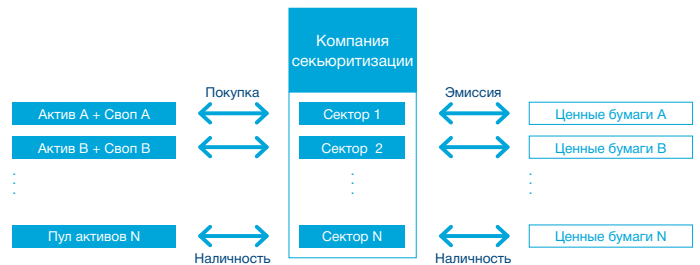 Компания
секьюритизации
Покупка
Эмиссия
Актив А + Своп А
Сектор 1
Ценные бумаги А
Актив В + Своп В
Сектор 2
Ценные бумаги В
Пул активов N
Сектор N
Ценные бумаги N
Наличность
Наличность